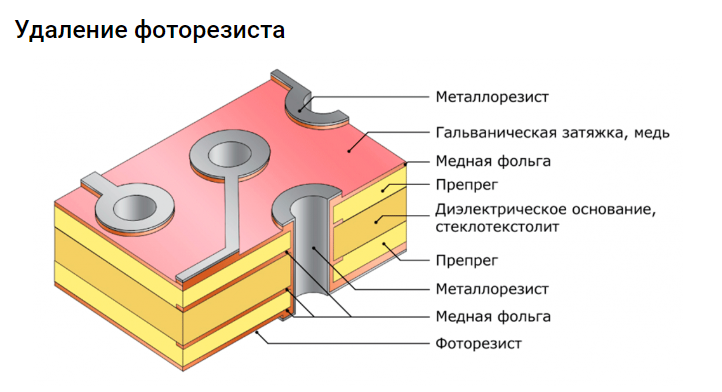 Удаление фоторезиста
Металлорезист
Гальваническая затяжка, медь
Медная фольга
Препрег
Диэлектрическое основание,
стеклотекстолит
Препрег
Металлорезист
Медная фольга
Фоторезист